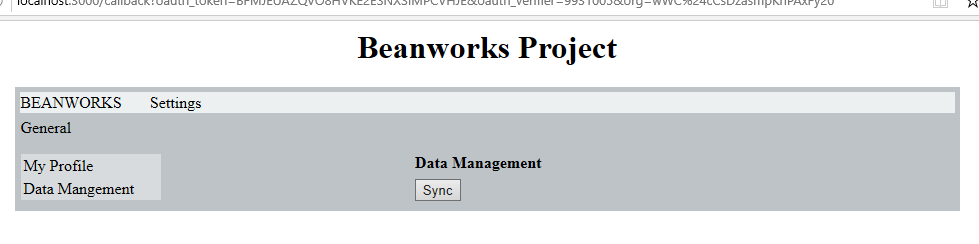 Beanworks Project
BEANWORKS Settings
General
My Profile
Data Management
Data Mangement
Sync